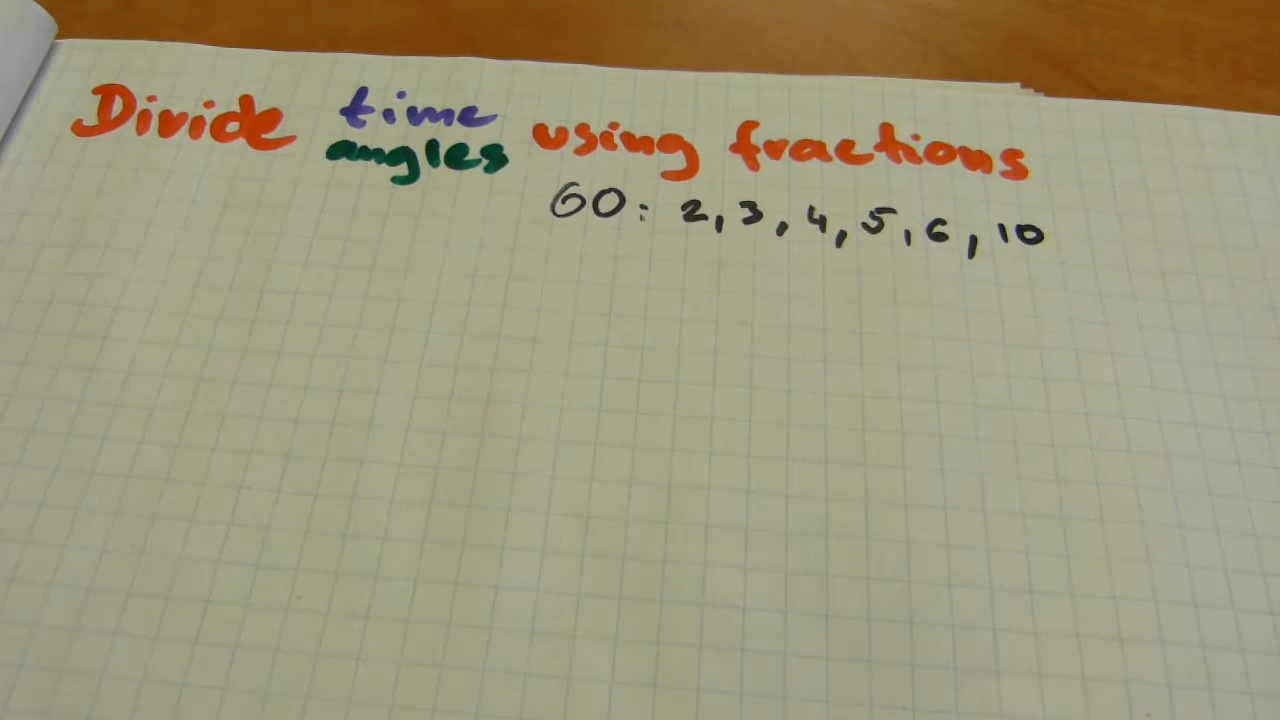 Divide time angles using fractions
60: 2, 3, 4, 5, 6, 10